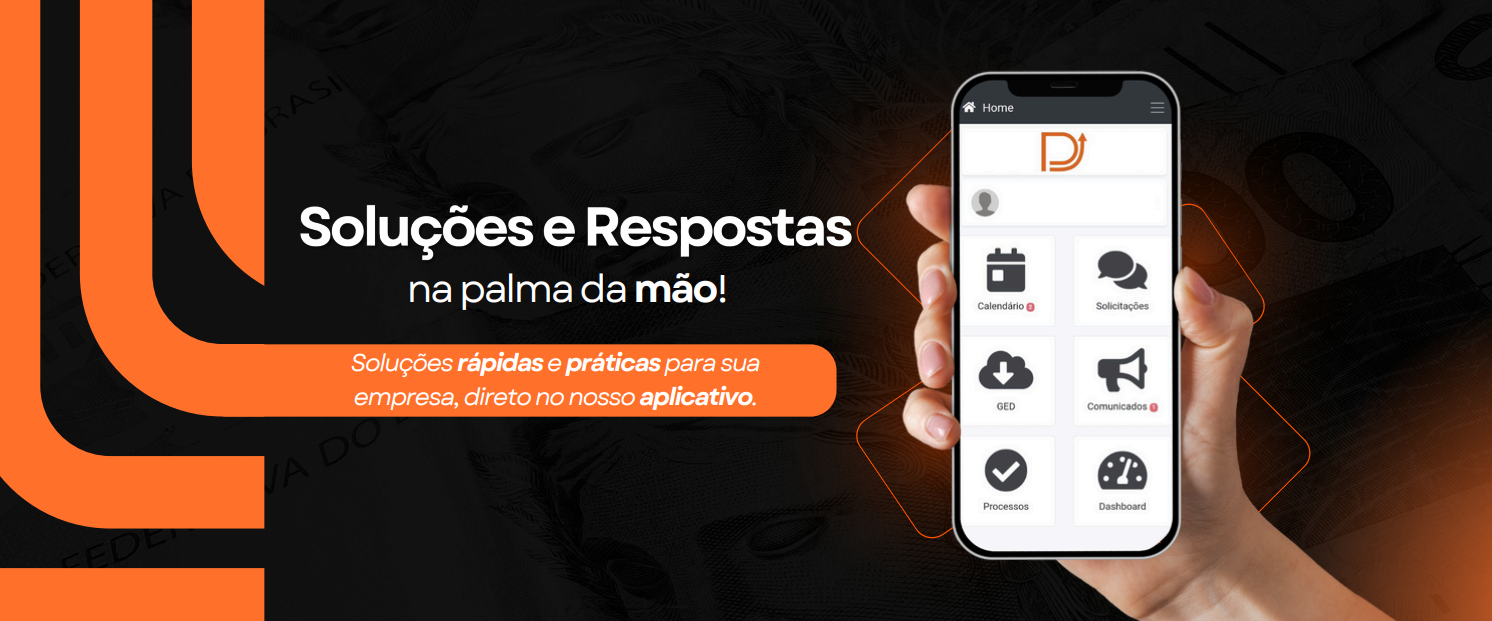 Soluções e Respostas
na palma da mão!
Soluções rápidas e práticas para sua
empresa, direto no nosso aplicativo.
Home
Calendário
Solicitações
GED
Comunicados 1
Processos
Dashboard